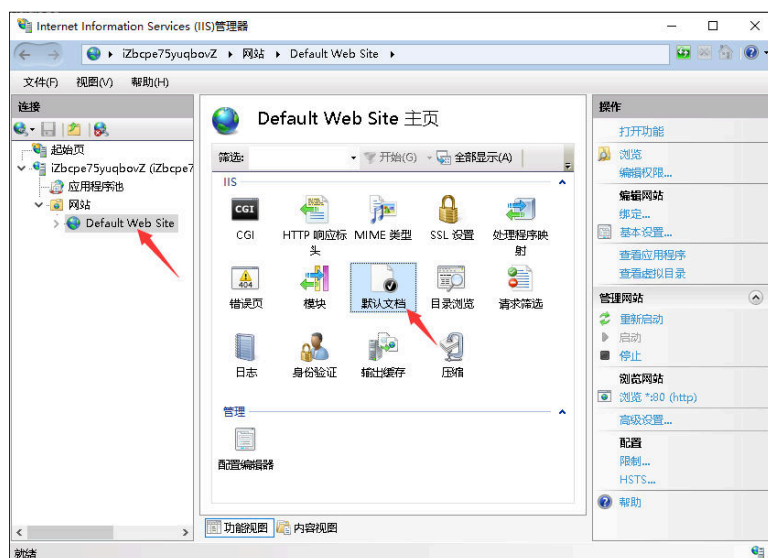 Internet Information Services (IIS)管理器
iZbcpe75yuqbovZ 网站 Default Web Site
文件(F) 视图(V) 帮助(H)
连接
起始页
iZbcpe75yuqbovZ (iZbcpe7
应用程序池
网站
Default Web Site
Default Web Site 主页
筛选: 开始(G) 全部显示(A)
IIS
CGI
CGI HTTP 响应标头 MIME 类型 SSL 设置 处理程序映射
404
错误页 模块 默认文档 目录浏览 请求筛选
日志 身份验证 输出缓存 压缩
管理
配置编辑器
功能视图 内容视图
操作
打开功能
浏览
编辑权限...
编辑网站
绑定...
基本设置...
查看应用程序
查看虚拟目录
管理网站
重新启动
启动
停止
浏览网站
浏览 *:80 (http)
高级设置...
配置
限制...
HSTS...
帮助
就绪